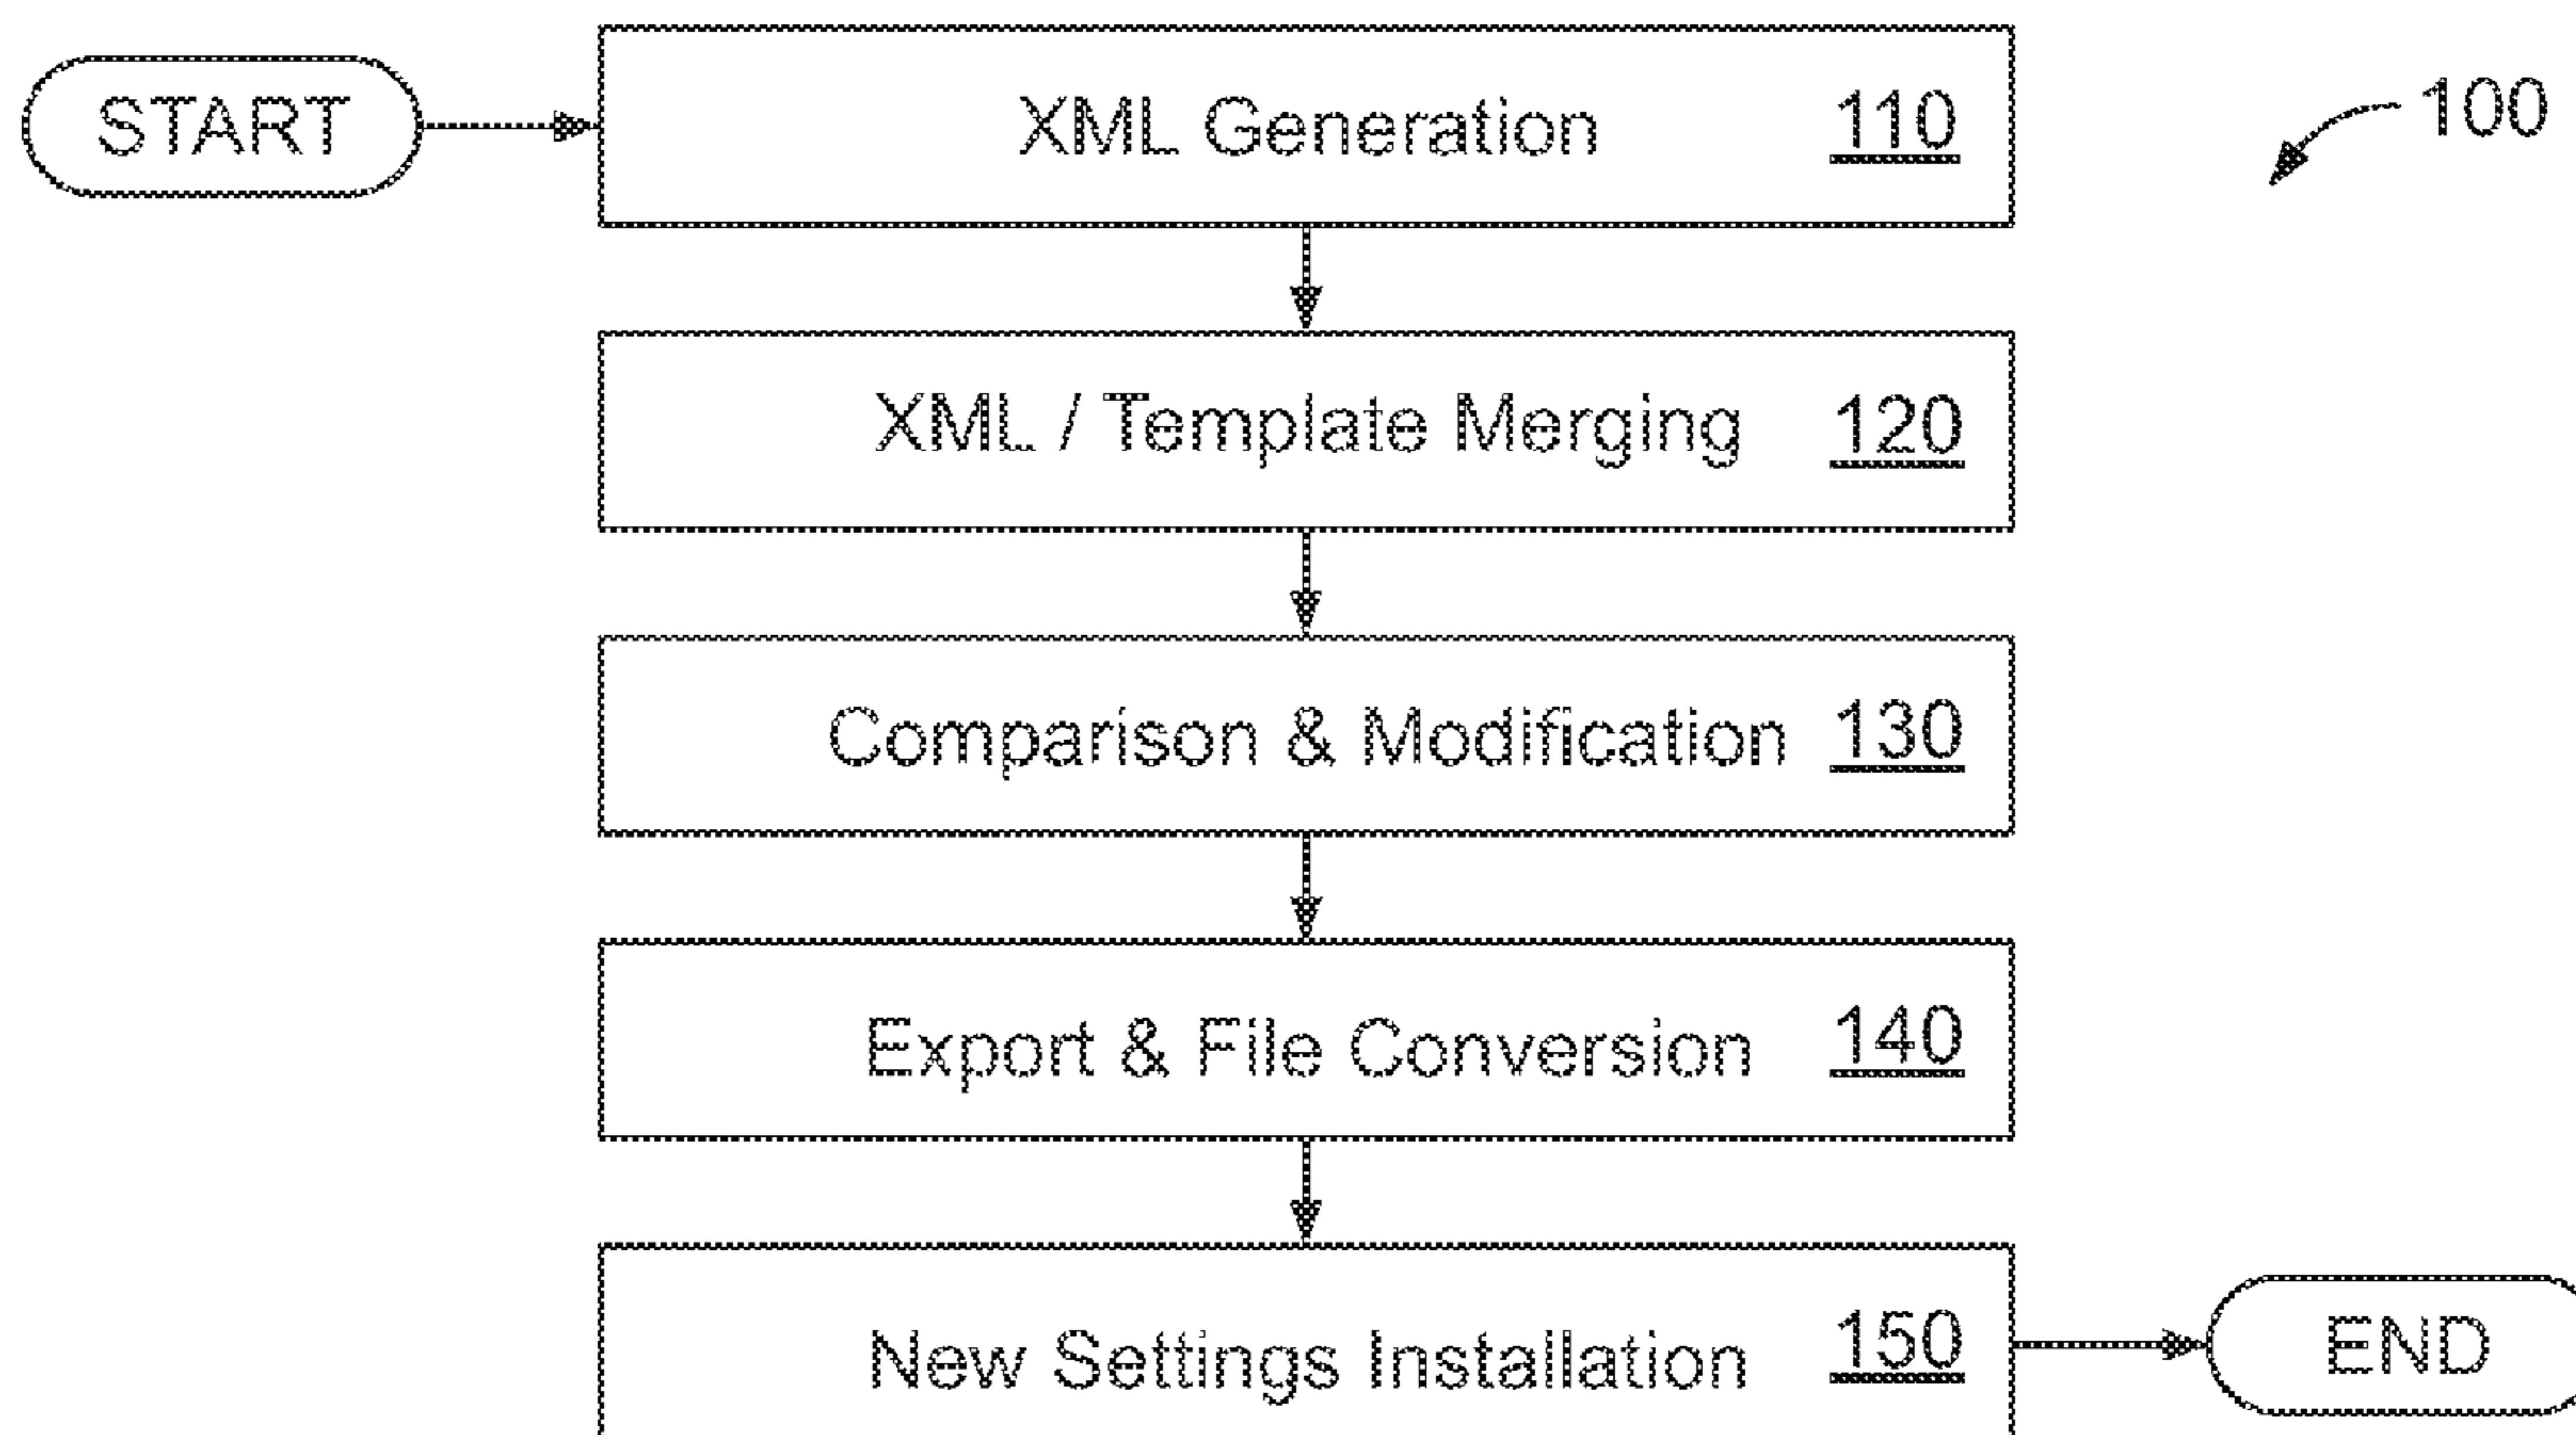 START
XML Generation 110
100
XML / Template Merging 120
Comparison & Modification 130
Export & File Conversion 140
New Settings Installation 150
END